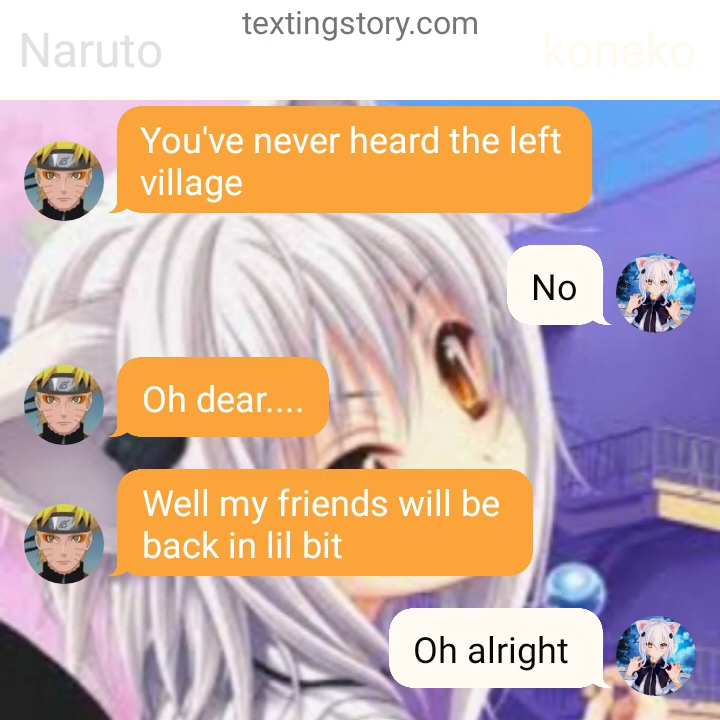 textingstory.com
Naruto
koneko
You've never heard the left
village
No
Oh dear....
Well my friends will be
back in lil bit
Oh alright